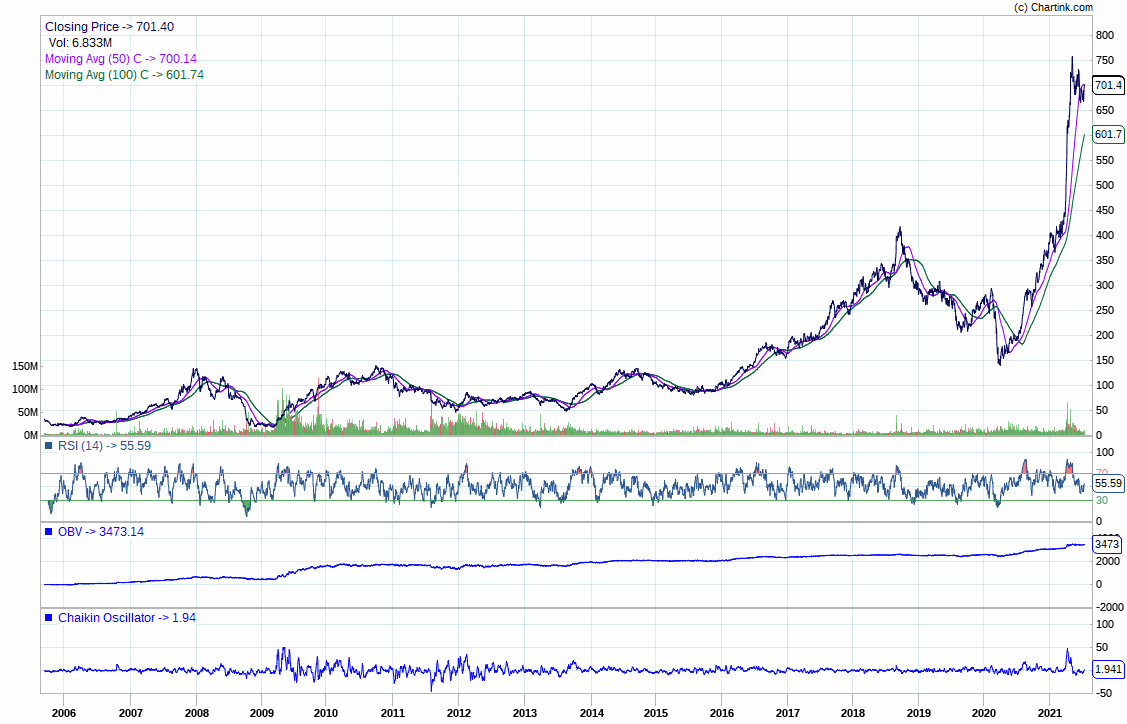 (c) Chartink.com
Closing Price -> 701.40
Vol: 6.833M
Moving Avg (50) C -> 700.14
Moving Avg (100) C -> 601.74
800
750
701.4
650
601.7
550
500
450
400
350
300
250
200
150
100
50
0
150M
100M
50M
0M
RSI (14) -> 55.59
100
70
55.59
30
0
OBV -> 3473.14
3473
2000
0
-2000
Chaikin Oscillator -> 1.94
100
50
1.941
-50
2006 2007 2008 2009 2010 2011 2012 2013 2014 2015 2016 2017 2018 2019 2020 2021